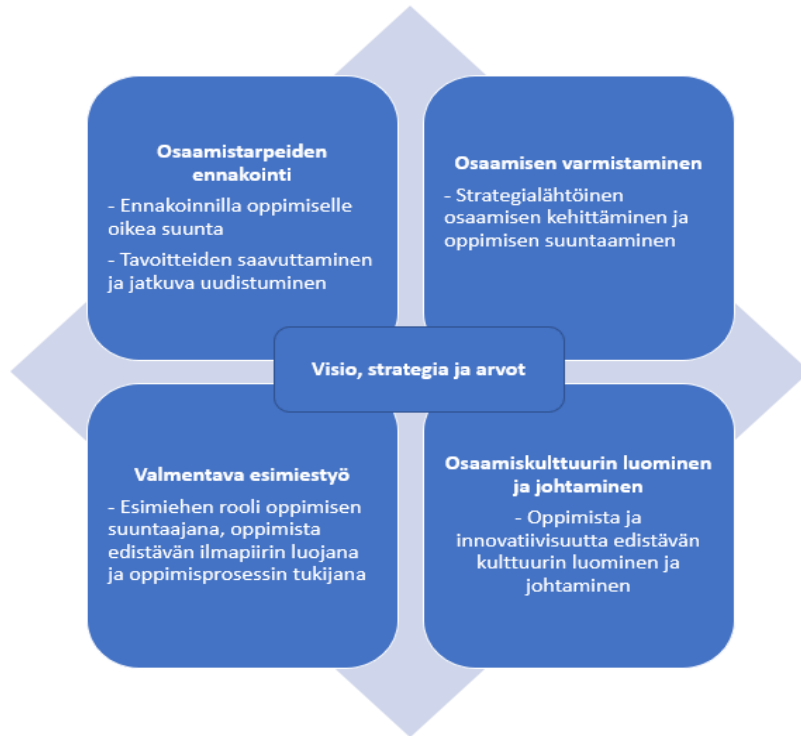 Osaamistarpeiden
ennakointi
- Ennakoinnilla oppimiselle
oikea suunta
- Tavoitteiden saavuttaminen
ja jatkuva uudistuminen
Osaamisen varmistaminen
- Strategialähtöinen
osaamisen kehittäminen ja
oppimisen suuntaaminen
Visio, strategia ja arvot
Valmentava esimiestyö
- Esimiehen rooli oppimisen
suuntaajana, oppimista
edistävän ilmapiirin luojana
ja oppimisprosessin tukijana
Osaamiskulttuurin luominen
ja johtaminen
- Oppimista ja
innovatiivisuutta edistävän
kulttuurin luominen ja
johtaminen